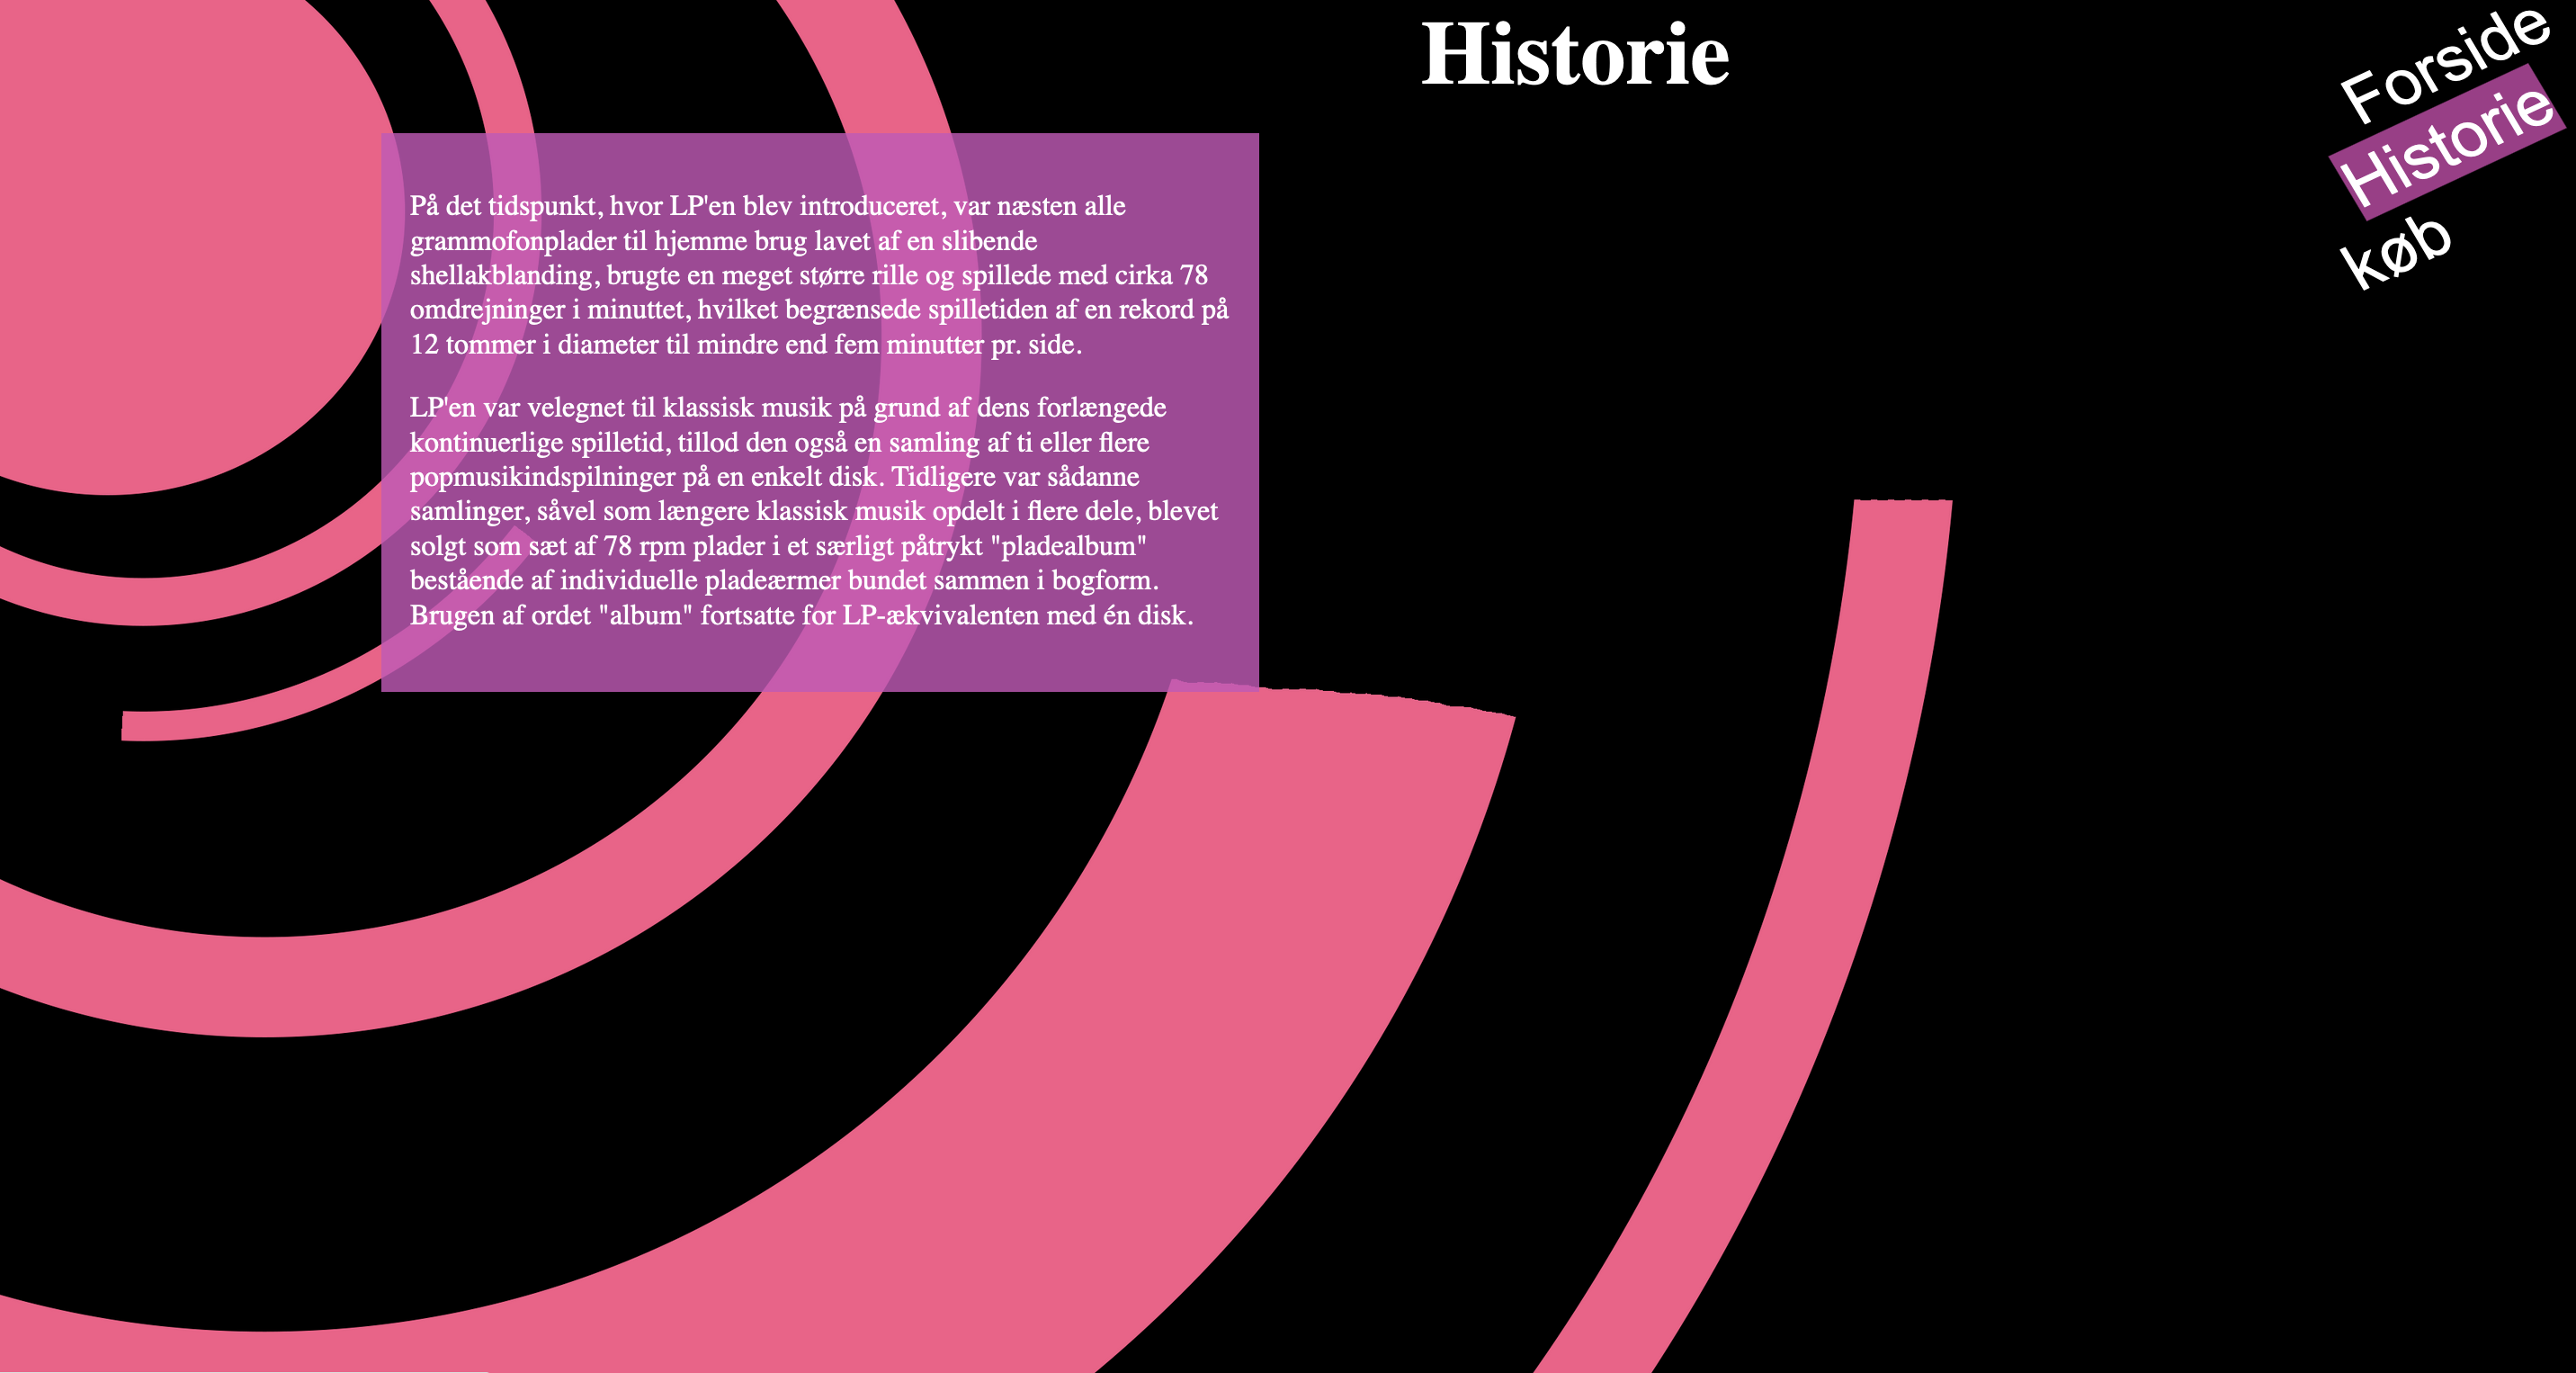 Historie
Forside
Historie
køb
På det tidspunkt, hvor LP'en blev introduceret, var næsten alle
grammofonplader til hjemme brug lavet af en slibende
shellakblanding, brugte en meget større rille og spillede med cirka 78
omdrejninger i minuttet, hvilket begrænsede spilletiden af en rekord på
12 tommer i diameter til mindre end fem minutter pr. side.
LP'en var velegnet til klassisk musik på grund af dens forlængede
kontinuerlige spilletid, tillod den også en samling af ti eller flere
popmusikindspilninger på en enkelt disk. Tidligere var sådanne
samlinger, såvel som længere klassisk musik opdelt i flere dele, blevet
solgt som sæt af 78 rpm plader i et særligt påtrykt "pladealbum"
bestående af individuelle pladeærmer bundet sammen i bogform.
Brugen af ordet "album" fortsatte for LP-ækvivalenten med én disk.